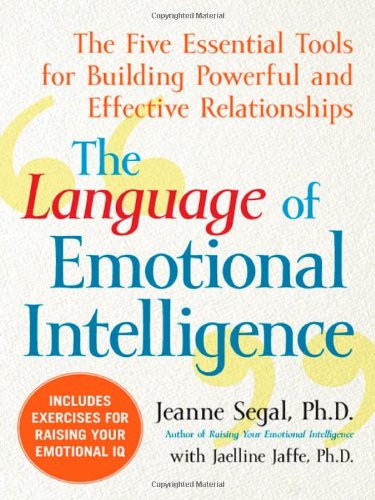 Copyrighted Material
The Five Essential Tools
for Building Powerful and
Effective Relationships
The
Language of
Emotional
Intelligence
INCLUDES
EXERCISES FOR
RAISING YOUR
EMOTIONAL IQ
Jeanne Segal, Ph.D.
Author of Raising Your Emotional Intelligence
with Jaelline Jaffe, Ph.D.
Copyrighted Material